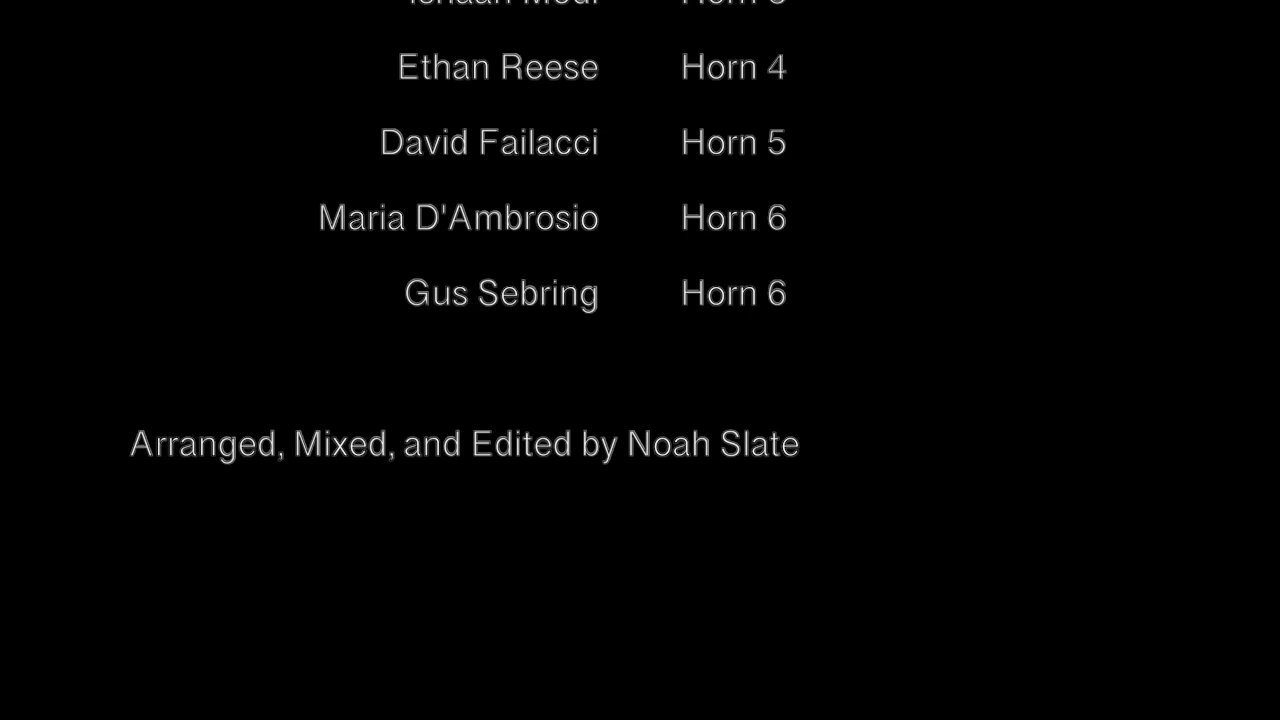 Ethan Reese Horn 4
David Failacci Horn 5
Maria D'Ambrosio Horn 6
Gus Sebring Horn 6
Arranged, Mixed, and Edited by Noah Slate